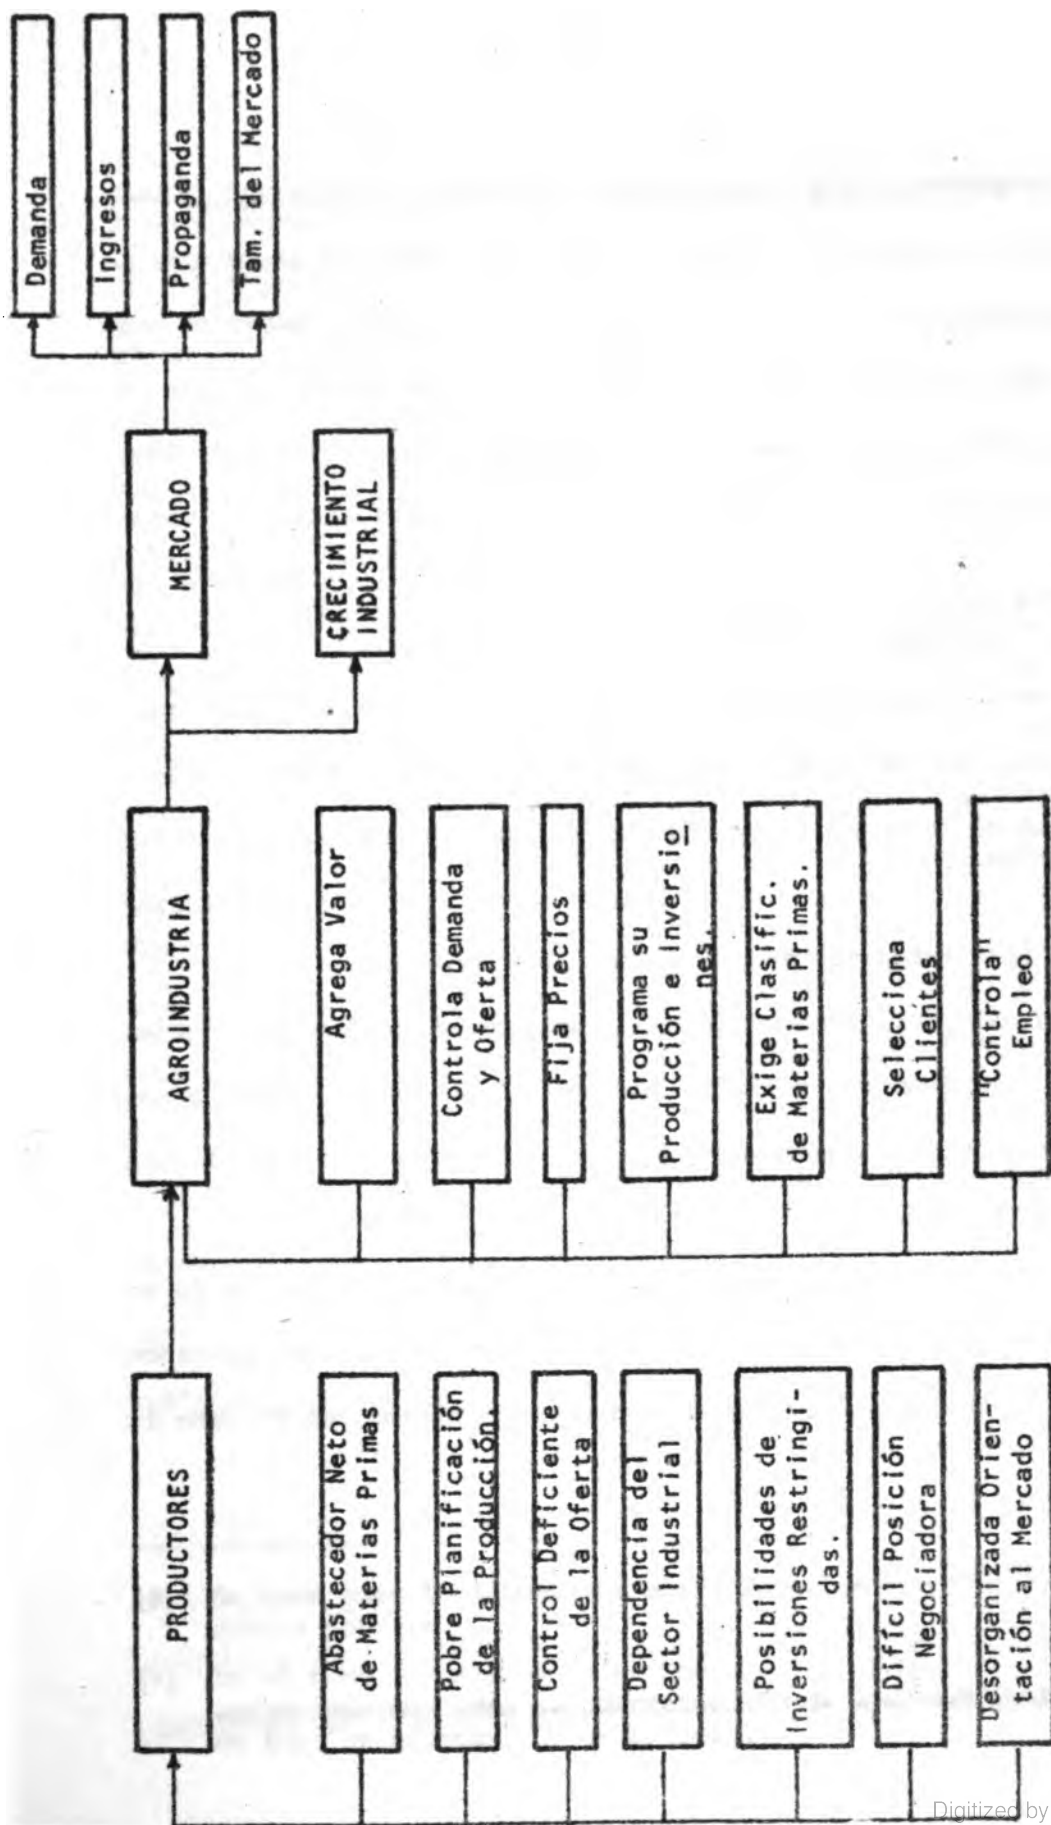 PRODUCTORES
Abastecedor Neto
de Materias Primas
Pobre Planificación
de la Producción.
Control Deficiente
de la Oferta
Dependencia del
Sector Industrial
Posibilidades de
Inversiones Restringi-
das.
Difícil Posición
Negociadora
Desorganizada Orien-
tación al Mercado
AGROINDUSTRIA
Agrega Valor
Controla Demanda
y Oferta
Fija Precios
Programa su
Producción e Inversio
nes.
Exige Clasific.
de Materias Primas.
Selecciona
Clientes
"Controla"
Empleo
MERCADO
CRECIMIENTO
INDUSTRIAL
Demanda
Ingresos
Propaganda
Tam. del Mercado
Digitized by